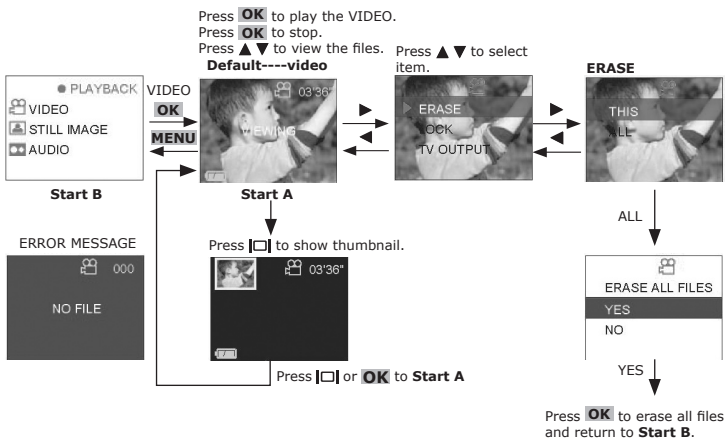 Press OK to play the VIDEO.
Press OK to stop.
Press ▲ ▼ to view the files.
Default----video
Press ▲ ▼ to select
item.
ERASE
● PLAYBACK
VIDEO
STILL IMAGE
AUDIO
Start B
VIDEO
OK
MENU
03'36"
VIEWING
Start A
ERASE
LOCK
TV OUTPUT
THIS
ALL
ERROR MESSAGE
000
NO FILE
Press |□| to show thumbnail.
03'36"
Press |□| or OK to Start A
ALL
ERASE ALL FILES
YES
NO
YES
Press OK to erase all files
and return to Start B.